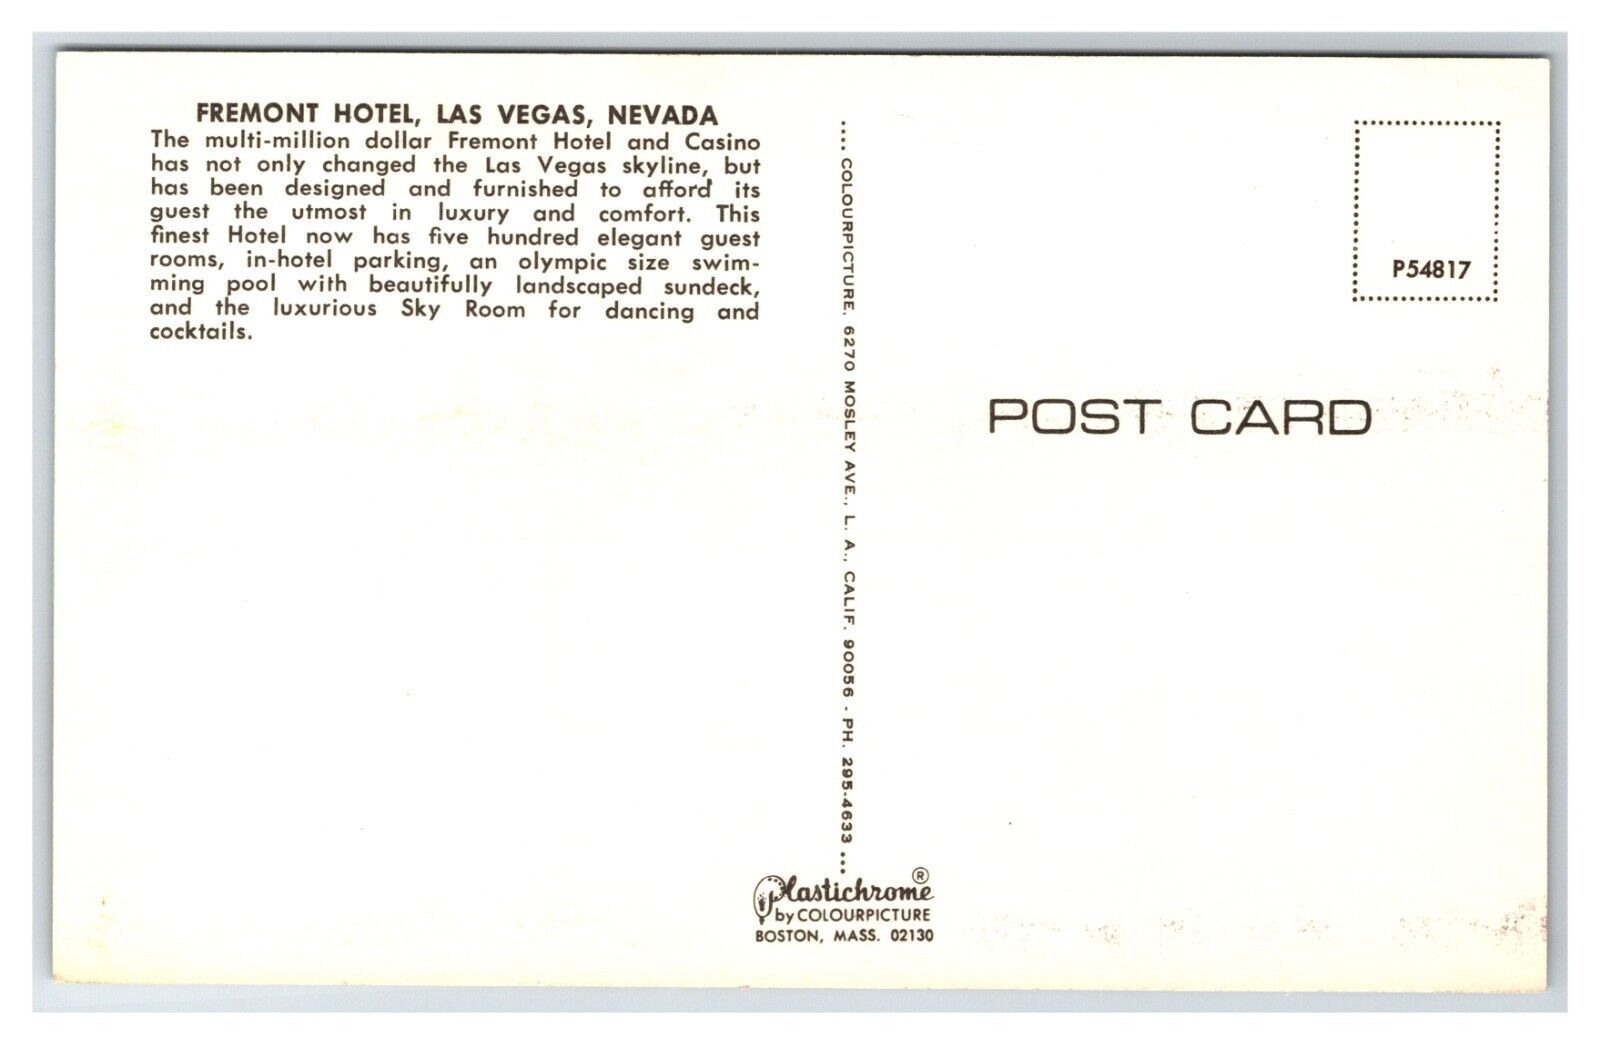 FREMONT HOTEL, LAS VEGAS, NEVADA
The multi-million dollar Fremont Hotel and Casino
has not only changed the Las Vegas skyline, but
has been designed and furnished to afford its
guest the utmost in luxury and comfort. This
finest Hotel now has five hundred elegant guest
rooms, in-hotel parking, an olympic size swim-
ming pool with beautifully landscaped sundeck,
and the luxurious Sky Room for dancing and
cocktails.
.... COLOURPICTURE, 6270 MOSLEY AVE., L. A., CALIF. 90056 - PH. 295-4633 ...
Plastichrome®
by COLOURPICTURE
BOSTON, MASS. 02130
P54817
POST CARD